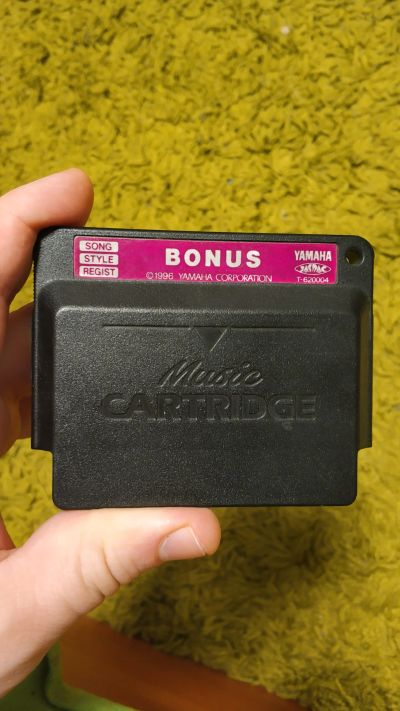 SONG
STYLE
REGIST
BONUS
©1996 YAMAHA CORPORATION
YAMAHA
T-620004
Music
CARTRIDGE